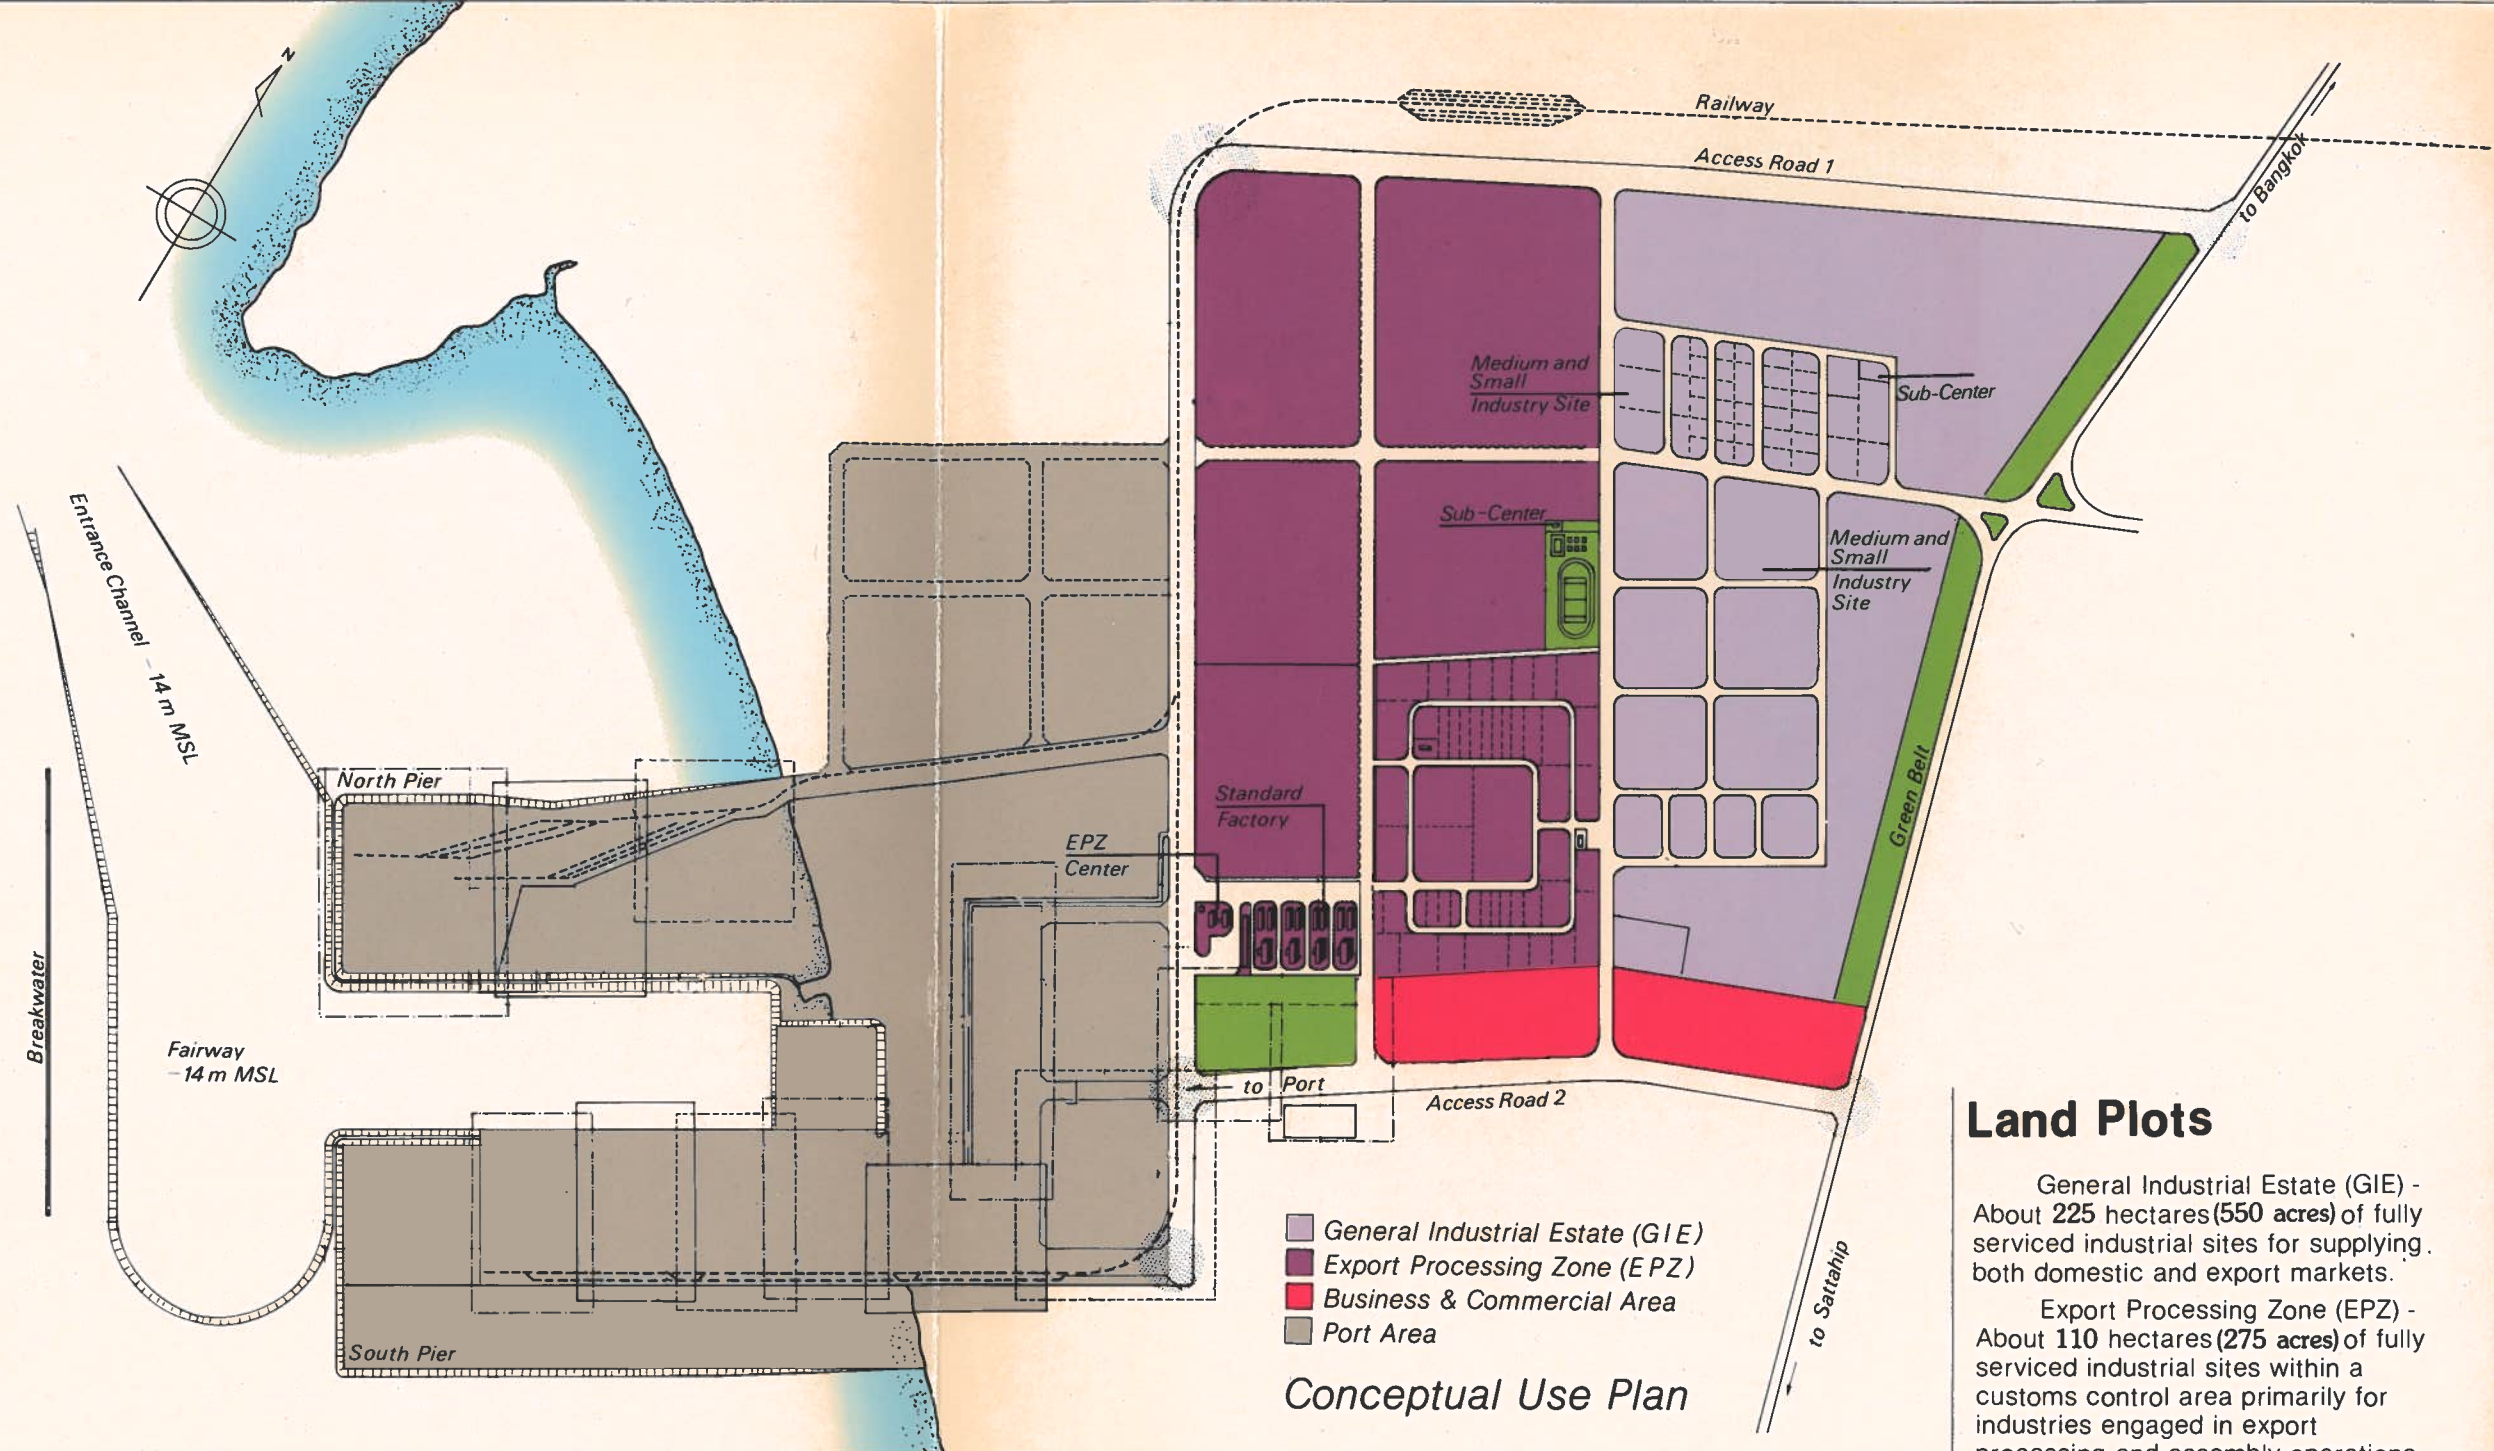 N
Railway
Access Road 1
to Bangkok
Medium and
Small
Industry Site
Sub-Center
Entrance Channel -14 m MSL
Sub-Center
Medium and
Small
Industry
Site
North Pier
Standard
Factory
Green Belt
EPZ
Center
Breakwater
Fairway
-14 m MSL
to Port
Access Road 2
South Pier
to Sattahip
General Industrial Estate (GIE)
Export Processing Zone (EPZ)
Business & Commercial Area
Port Area
Conceptual Use Plan
Land Plots
General Industrial Estate (GIE) -
About 225 hectares (550 acres) of fully
serviced industrial sites for supplying
both domestic and export markets.
Export Processing Zone (EPZ) -
About 110 hectares (275 acres) of fully
serviced industrial sites within a
customs control area primarily for
industries engaged in export